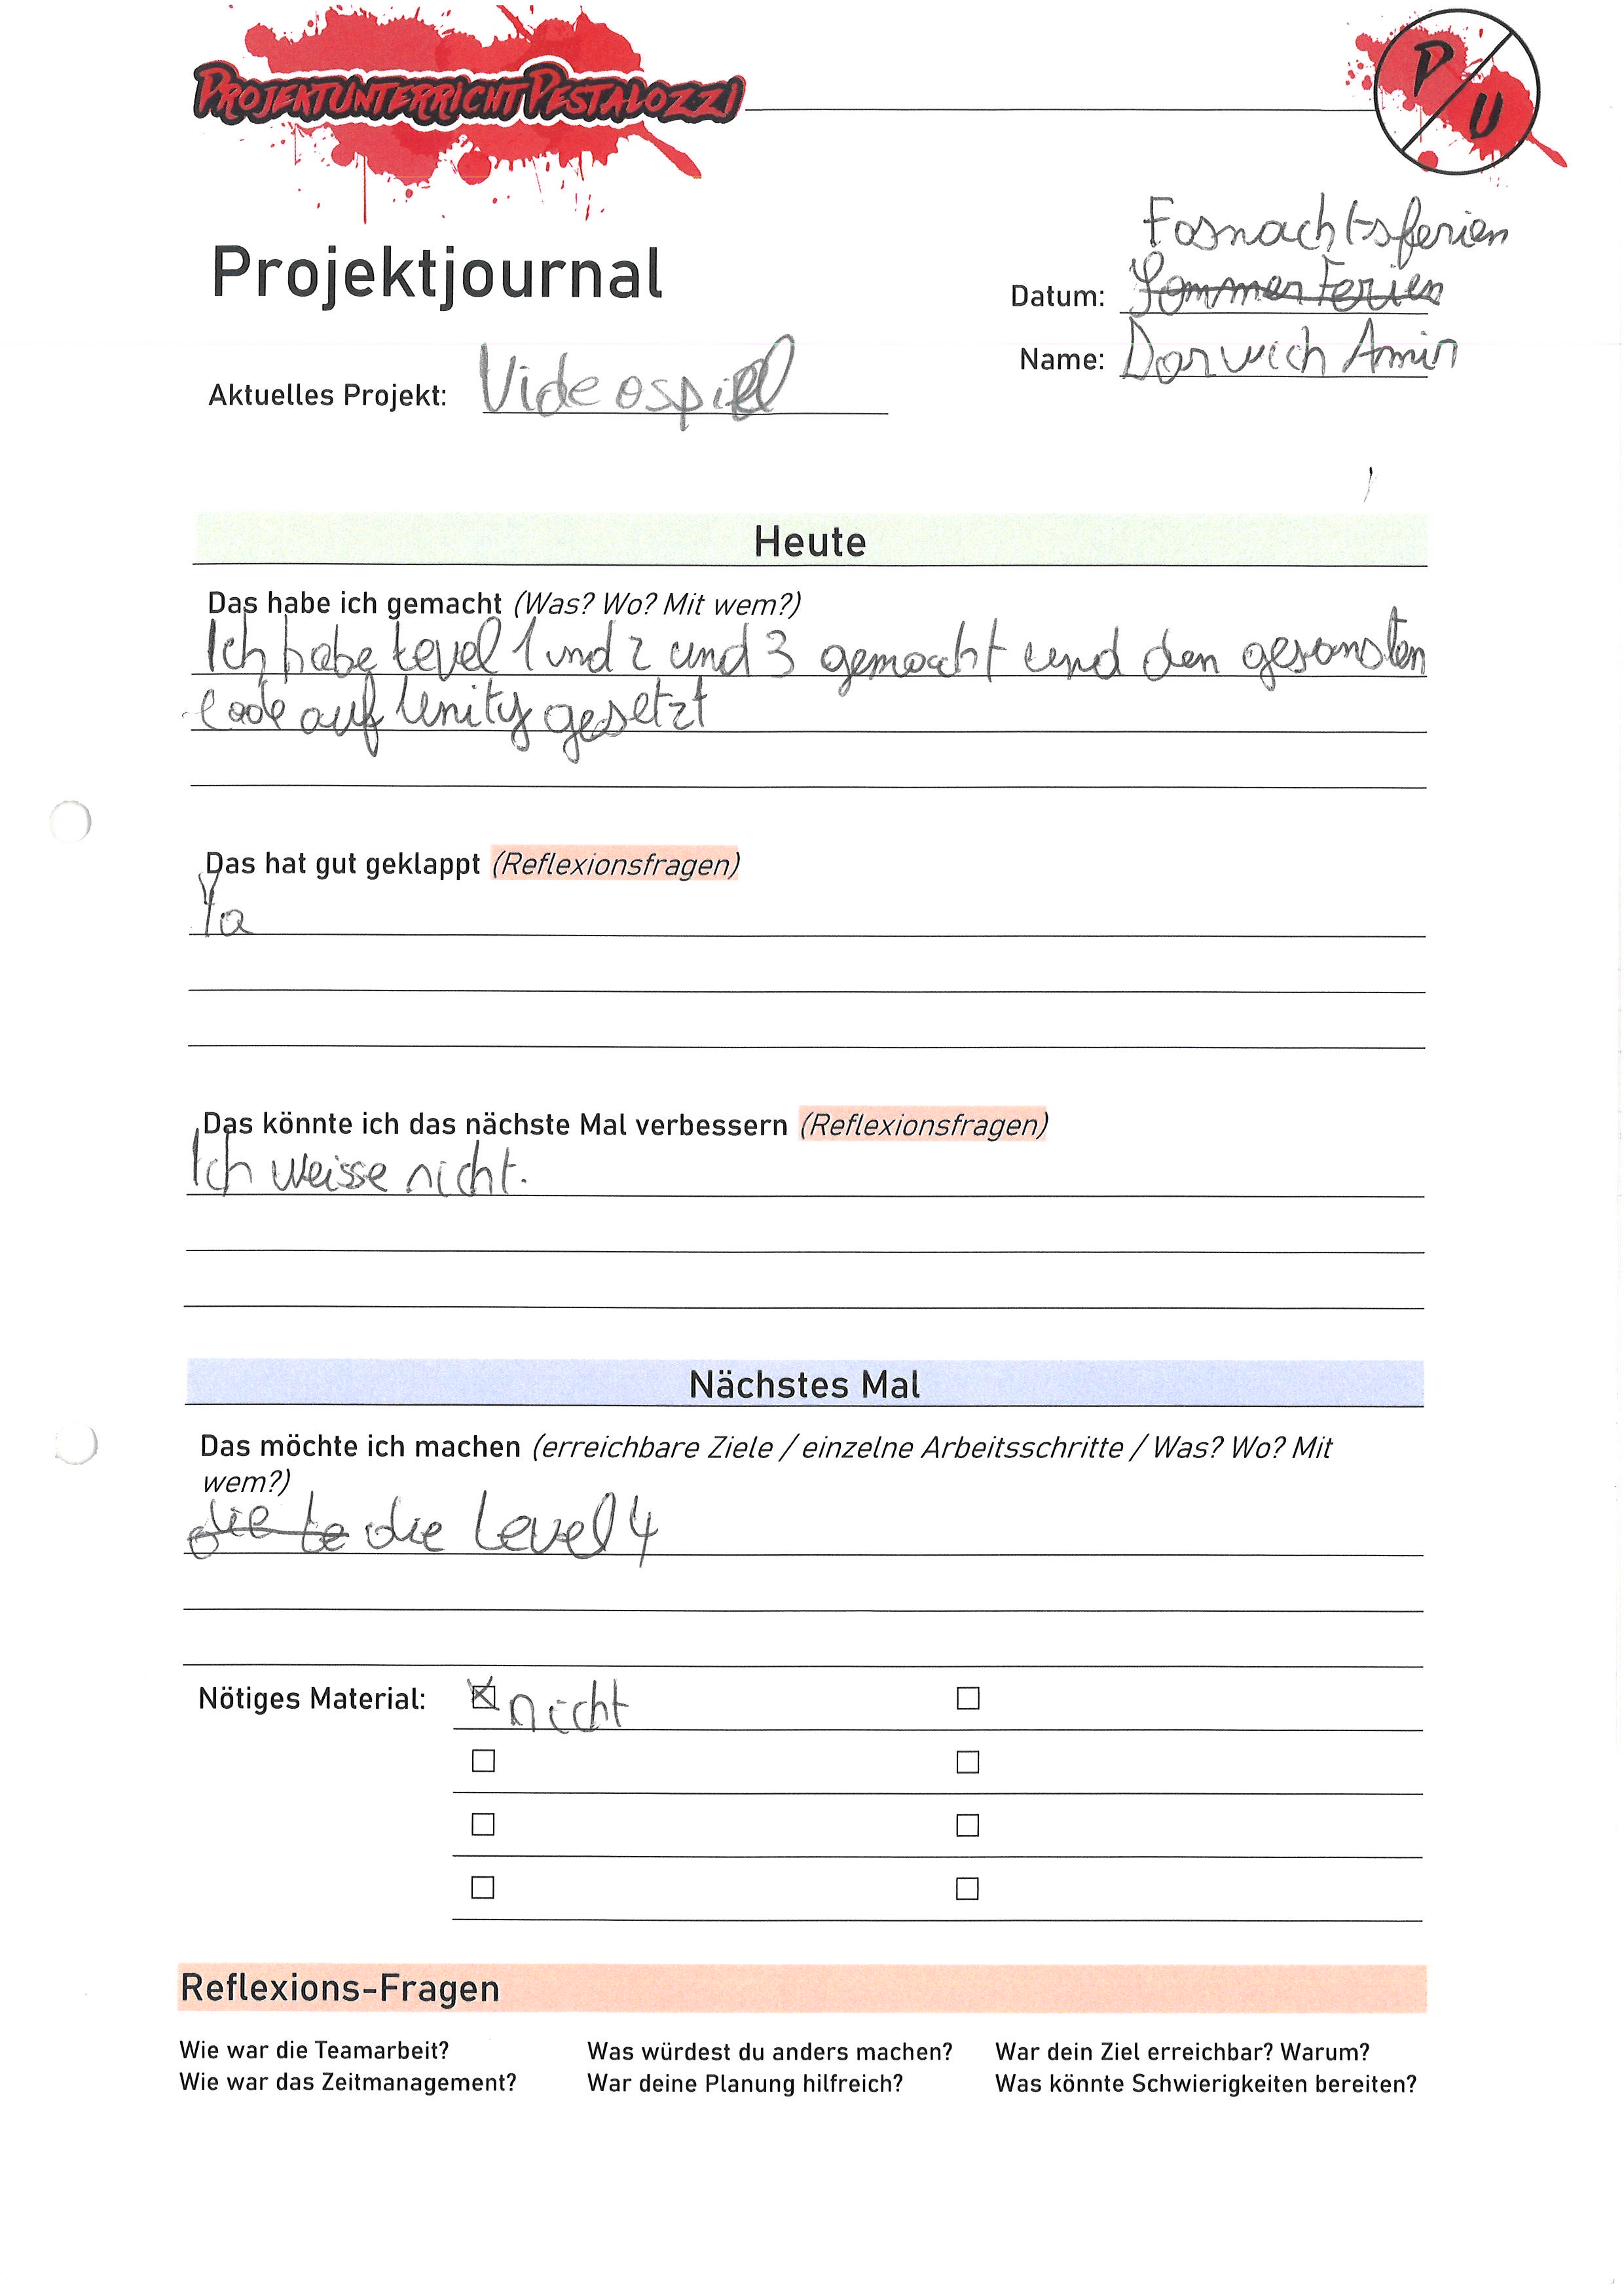 PROJEKTUNTERRICHT PESTALOZZI
P U
Projektjournal
Fasnachtsferien
Datum: Sommer Ferien
Name: Darwich Amin
Aktuelles Projekt: Videospiel
Heute
Das habe ich gemacht (Was? Wo? Mit wem?)
Ich habe Level 1 und 2 und 3 gemacht und den gesamsten
Code auf Unity gesetzt
Das hat gut geklappt (Reflexionsfragen)
Ya
Das könnte ich das nächste Mal verbessern (Reflexionsfragen)
Ich weisse nicht.
Nächstes Mal
Das möchte ich machen (erreichbare Ziele / einzelne Arbeitsschritte / Was? Wo? Mit
wem?)
die le die Level 4
Nötiges Material: nicht
Reflexions-Fragen
Wie war die Teamarbeit? Was würdest du anders machen? War dein Ziel erreichbar? Warum?
Wie war das Zeitmanagement? War deine Planung hilfreich? Was könnte Schwierigkeiten bereiten?